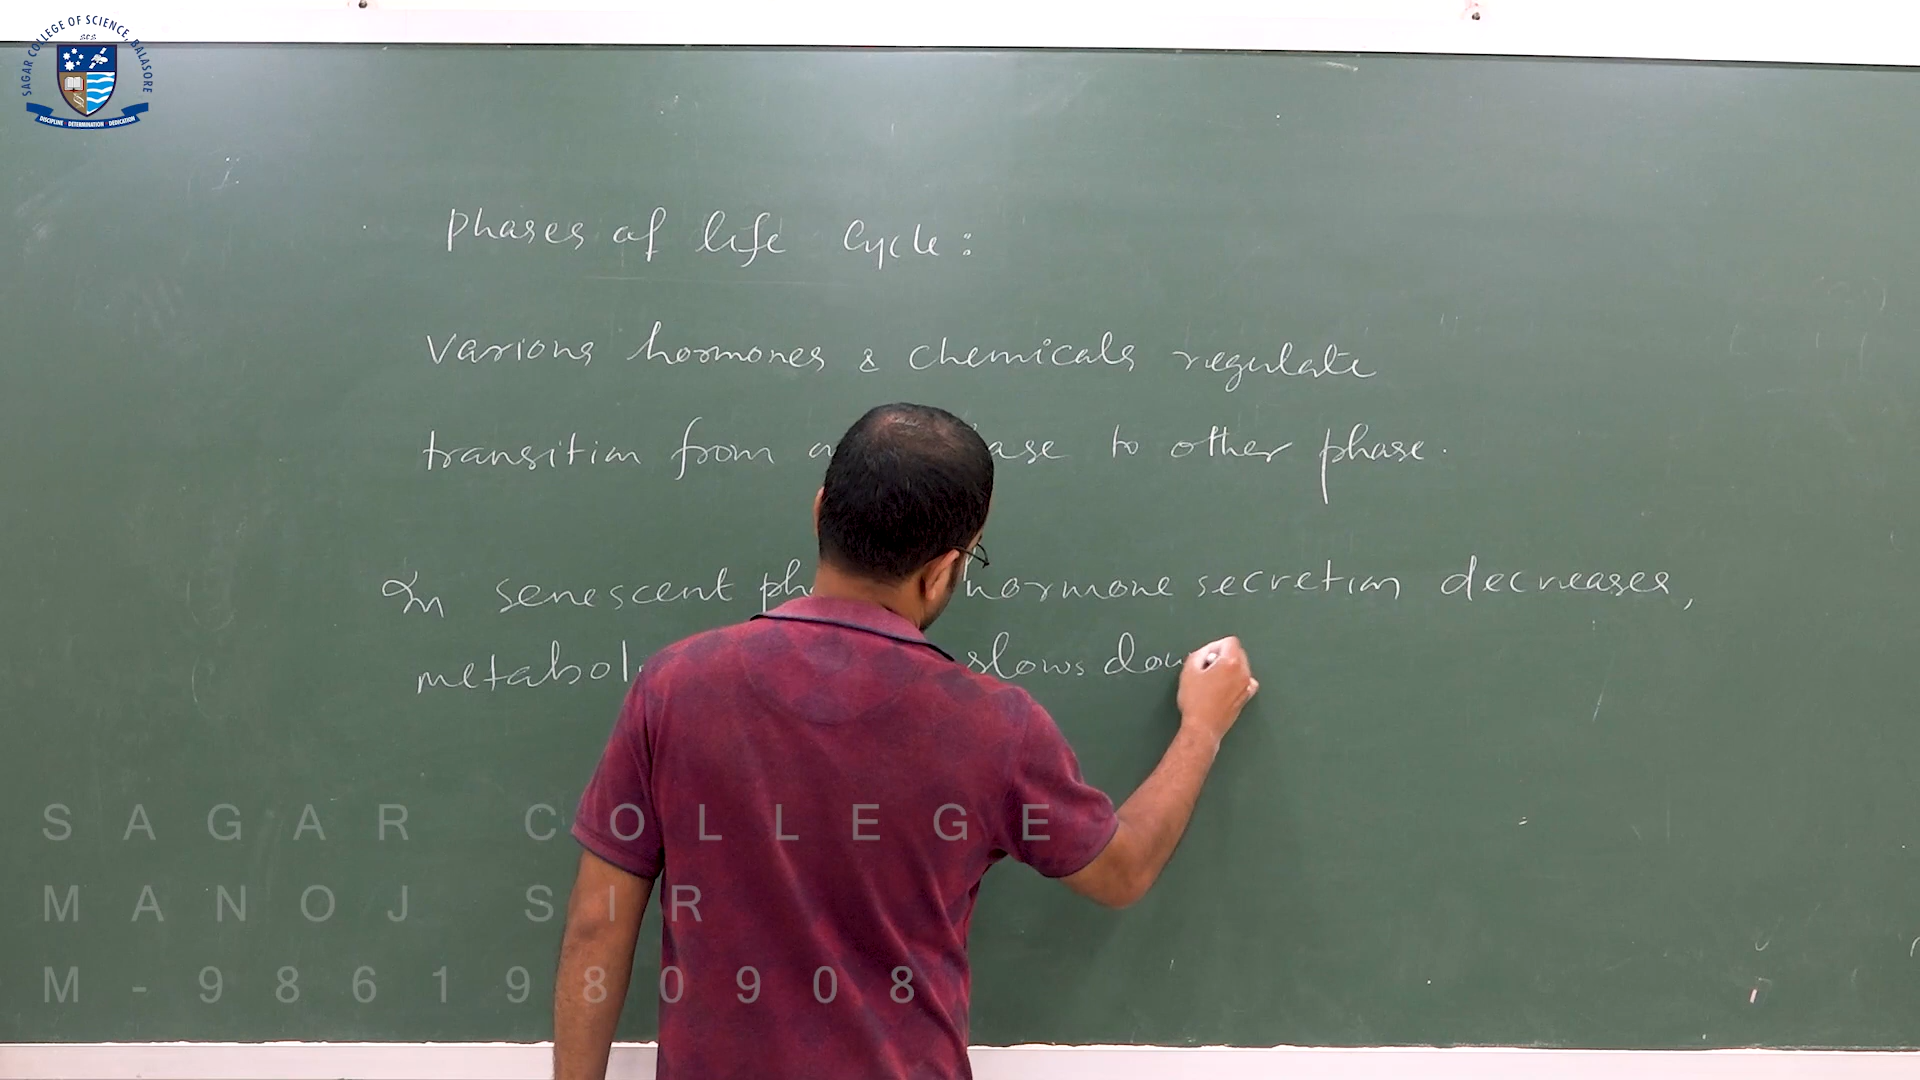 SAGAR COLLEGE OF SCIENCE, BALASORE
S.C.S
DISCIPLINE DETERMINATION DEDICATION
Phases of life Cycle:
Various hormones & chemicals regulate
transition from to other phase.
In senescent hormone secretion decreases,
slows
SAGAR COLLEGE
MANOJ SIR
M-9861980908